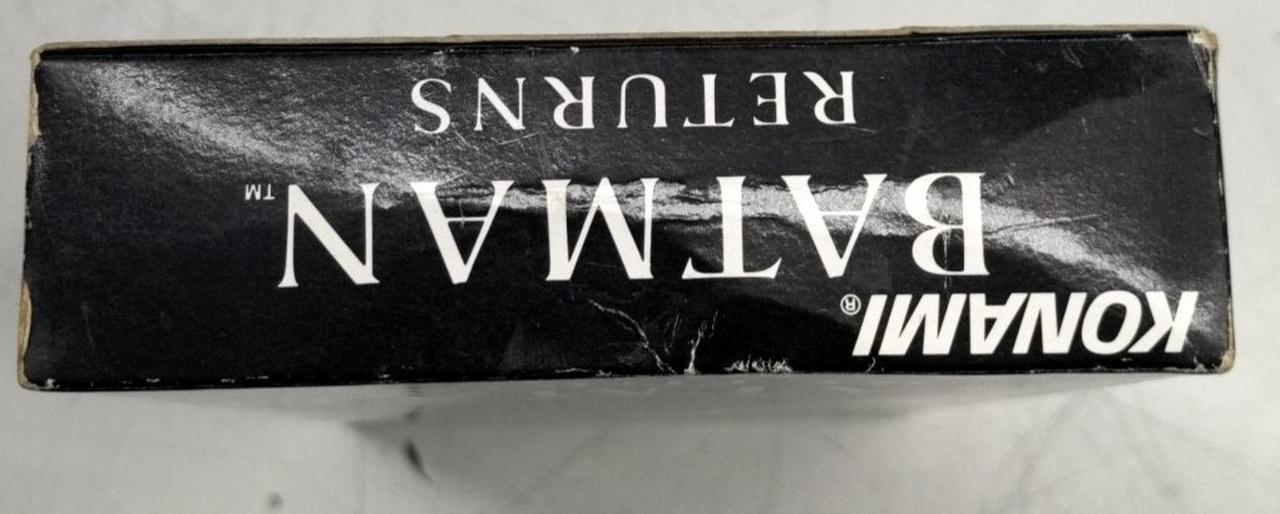 KONAMI®
BATMAN™
RETURNS